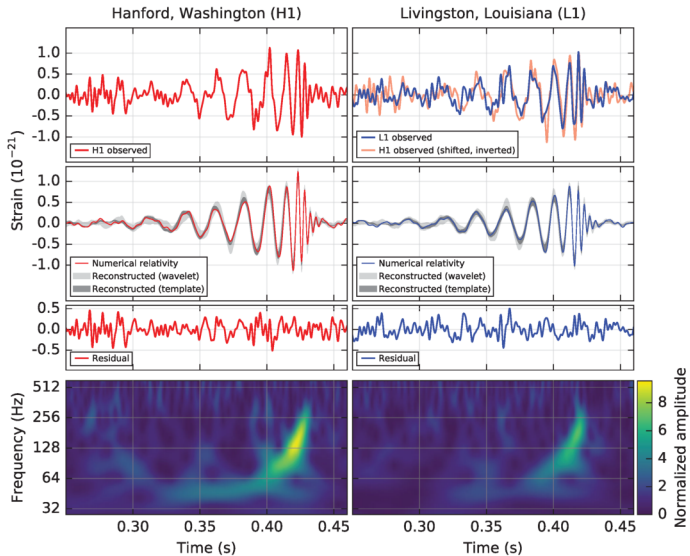 Hanford, Washington (H1)
Livingston, Louisiana (L1)
Strain (10⁻²¹)
1.0
0.5
0.0
-0.5
-1.0
H1 observed
L1 observed
H1 observed (shifted, inverted)
1.0
0.5
0.0
-0.5
-1.0
Numerical relativity
Reconstructed (wavelet)
Reconstructed (template)
Numerical relativity
Reconstructed (wavelet)
Reconstructed (template)
0.5
0.0
-0.5
Residual
Residual
Frequency (Hz)
512
256
128
64
32
Normalized amplitude
8
6
4
2
0
0.30
0.35
0.40
0.45
0.30
0.35
0.40
0.45
Time (s)
Time (s)